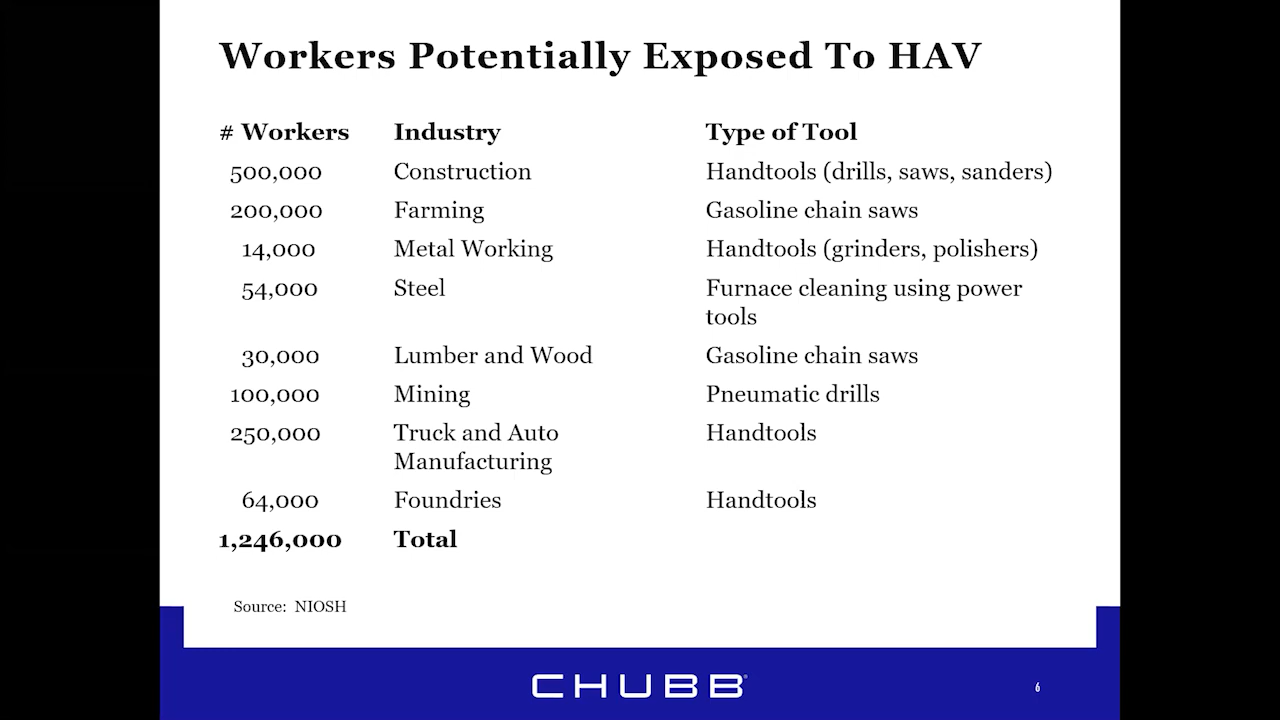 Workers Potentially Exposed To HAV
# Workers Industry Type of Tool
500,000 Construction Handtools (drills, saws, sanders)
200,000 Farming Gasoline chain saws
14,000 Metal Working Handtools (grinders, polishers)
54,000 Steel Furnace cleaning using power
tools
30,000 Lumber and Wood Gasoline chain saws
100,000 Mining Pneumatic drills
250,000 Truck and Auto Handtools
Manufacturing
64,000 Foundries Handtools
1,246,000 Total
Source: NIOSH
CHUBB®
6